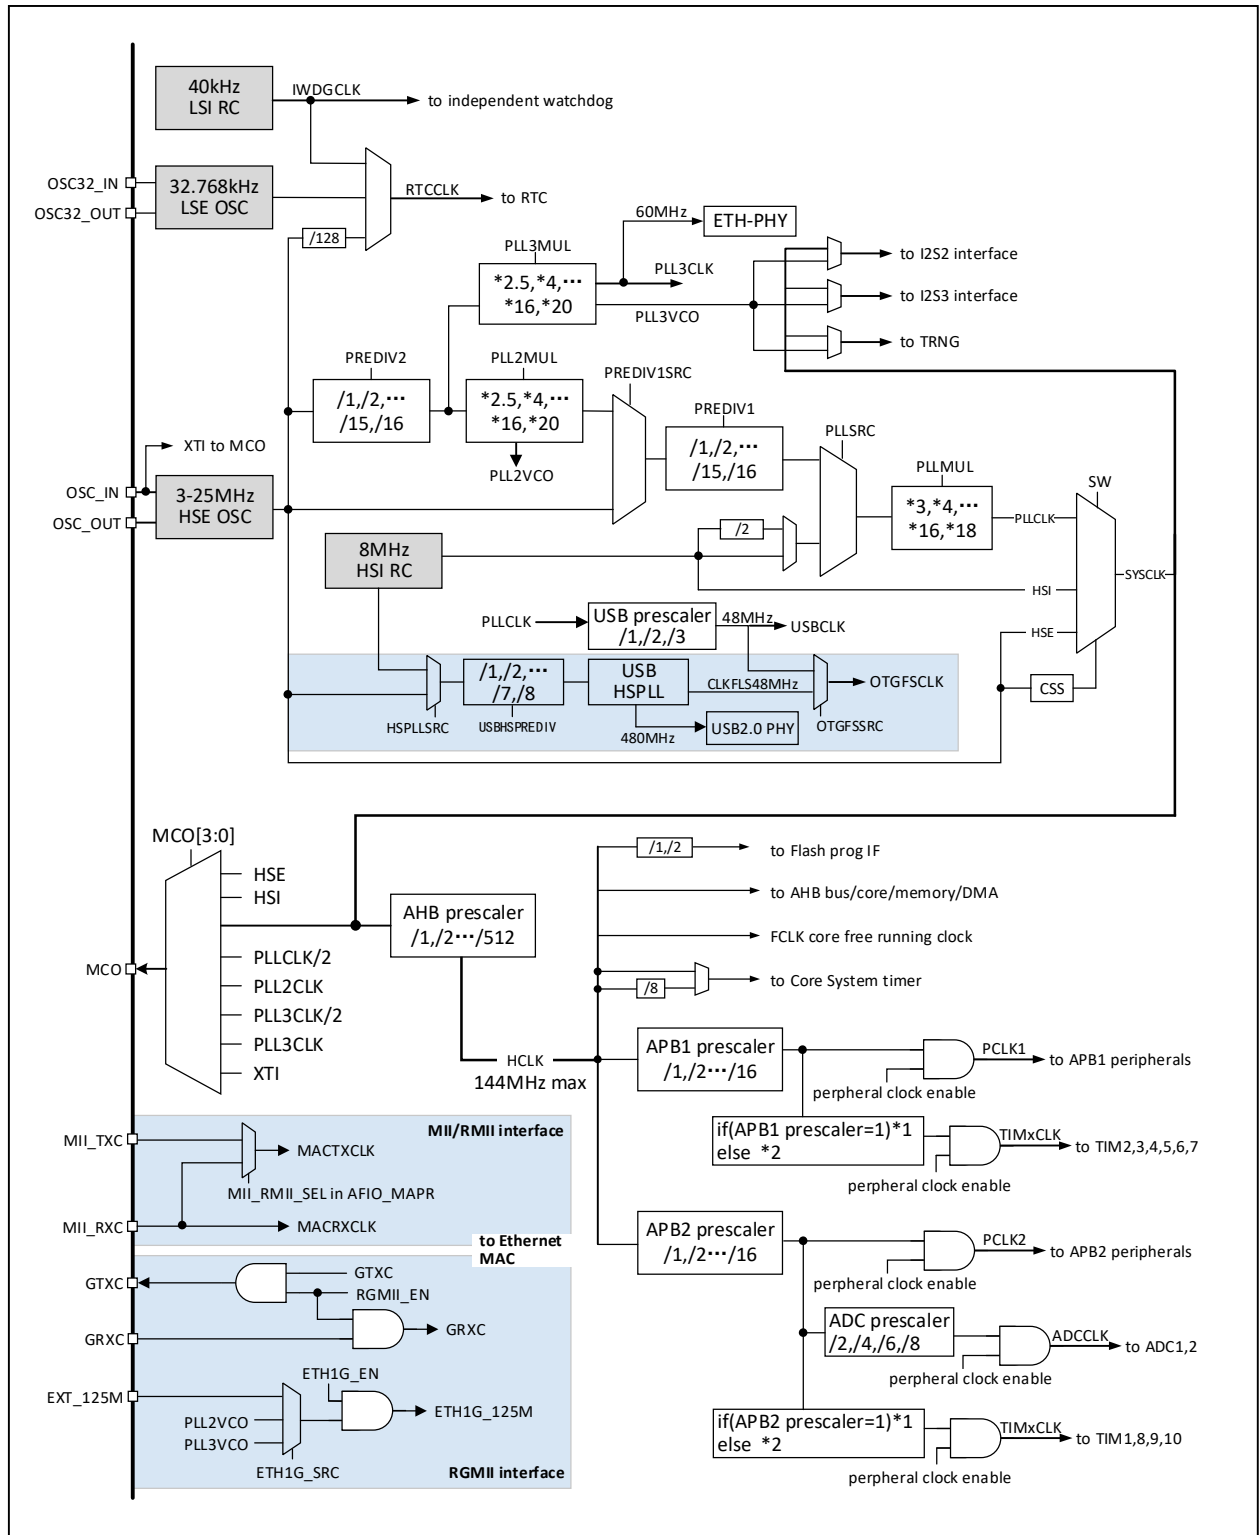 40kHz
LSI RC
IWDGCLK
to independent watchdog
OSC32_IN
OSC32_OUT
32.768kHz
LSE OSC
RTCCLK
to RTC
/128
60MHz
ETH-PHY
PLL3MUL
*2.5,*4,···
*16,*20
PLL3CLK
PLL3VCO
to I2S2 interface
to I2S3 interface
to TRNG
PREDIV2
/1,/2,···
/15,/16
PLL2MUL
*2.5,*4,···
*16,*20
PLL2VCO
PREDIV1SRC
PREDIV1
/1,/2,···
/15,/16
PLLSRC
PLLMUL
*3,*4,···
*16,*18
PLLCLK
SW
XTI to MCO
OSC_IN
OSC_OUT
3-25MHz
HSE OSC
8MHz
HSI RC
/2
HSI
SYSCLK
HSE
CSS
PLLCLK
USB prescaler
/1,/2,/3
48MHz
USBCLK
/1,/2,···
/7,/8
USB
HSPLL
CLKFLS48MHz
OTGFSCLK
HSPLLSRC
USBHSPREDIV
480MHz
USB2.0 PHY
OTGFSSRC
MCO[3:0]
HSE
HSI
PLLCLK/2
PLL2CLK
PLL3CLK/2
PLL3CLK
XTI
MCO
AHB prescaler
/1,/2···/512
HCLK
144MHz max
/1,/2
to Flash prog IF
to AHB bus/core/memory/DMA
FCLK core free running clock
/8
to Core System timer
APB1 prescaler
/1,/2···/16
PCLK1
to APB1 peripherals
perpheral clock enable
if(APB1 prescaler=1)*1
else *2
TIMxCLK
to TIM2,3,4,5,6,7
perpheral clock enable
MII/RMII interface
MII_TXC
MACTXCLK
MII_RMII_SEL in AFIO_MAPR
MII_RXC
MACRXCLK
to Ethernet
MAC
APB2 prescaler
/1,/2···/16
PCLK2
to APB2 peripherals
perpheral clock enable
GTXC
GTXC
RGMII_EN
GRXC
GRXC
ADC prescaler
/2,/4,/6,/8
ADCCLK
to ADC1,2
perpheral clock enable
ETH1G_EN
EXT_125M
PLL2VCO
PLL3VCO
ETH1G_125M
ETH1G_SRC
RGMII interface
if(APB2 prescaler=1)*1
else *2
TIMxCLK
to TIM1,8,9,10
perpheral clock enable